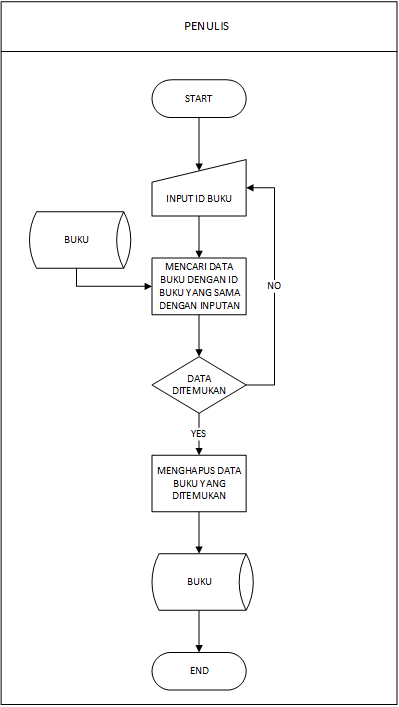 PENULIS
START
INPUT ID BUKU
BUKU
MENCARI DATA
BUKU DENGAN ID
BUKU YANG SAMA
DENGAN INPUTAN
NO
DATA
DITEMUKAN
YES
MENGHAPUS DATA
BUKU YANG
DITEMUKAN
BUKU
END